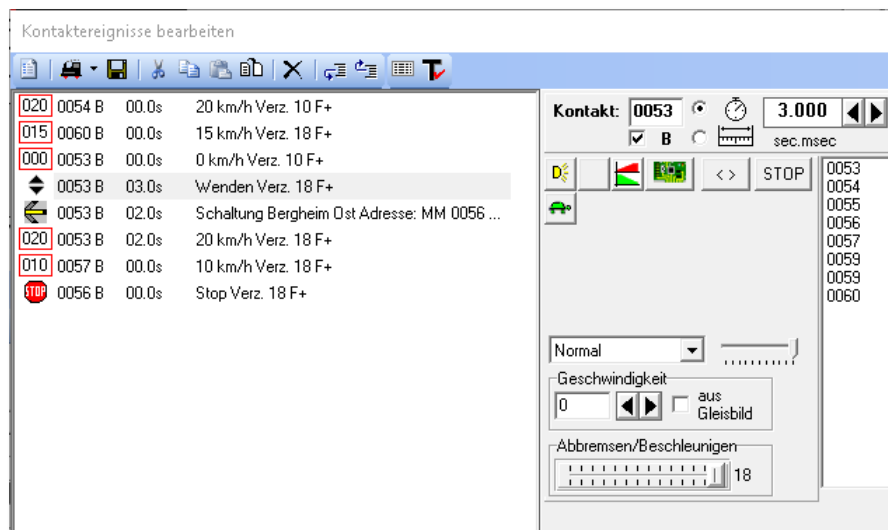 Kontaktereignisse bearbeiten
020 0054 B 00.0s 20 km/h Verz. 10 F+
015 0060 B 00.0s 15 km/h Verz. 18 F+
000 0053 B 00.0s 0 km/h Verz. 10 F+
0053 B 03.0s Wenden Verz. 18 F+
0053 B 02.0s Schaltung Bergheim Ost Adresse: MM 0056 ...
020 0053 B 02.0s 20 km/h Verz. 18 F+
010 0057 B 00.0s 10 km/h Verz. 18 F+
STOP 0056 B 00.0s Stop Verz. 18 F+
Kontakt: 0053 3.000
B sec.msec
D < > STOP
0053
0054
0055
0056
0057
0059
0059
0060
Normal
Geschwindigkeit
0 aus
Gleisbild
Abbremsen/Beschleunigen
18